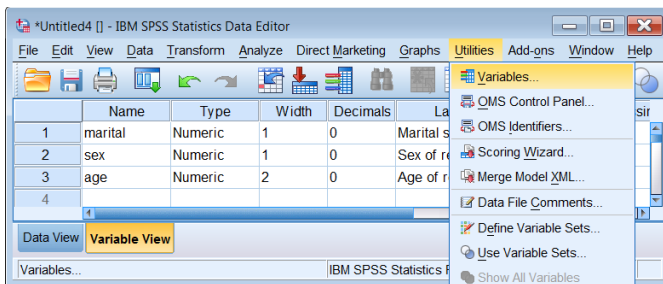 *Untitled4 [] - IBM SPSS Statistics Data Editor
File Edit View Data Transform Analyze Direct Marketing Graphs Utilities Add-ons Window Help
Variables...
OMS Control Panel...
OMS Identifiers...
Scoring Wizard...
Merge Model XML...
Data File Comments...
Define Variable Sets...
Use Variable Sets...
Show All Variables
Name Type Width Decimals
1 marital Numeric 1 0 Marital
2 sex Numeric 1 0 Sex of
3 age Numeric 2 0 Age of
4
Data View Variable View
Variables... IBM SPSS Statistics